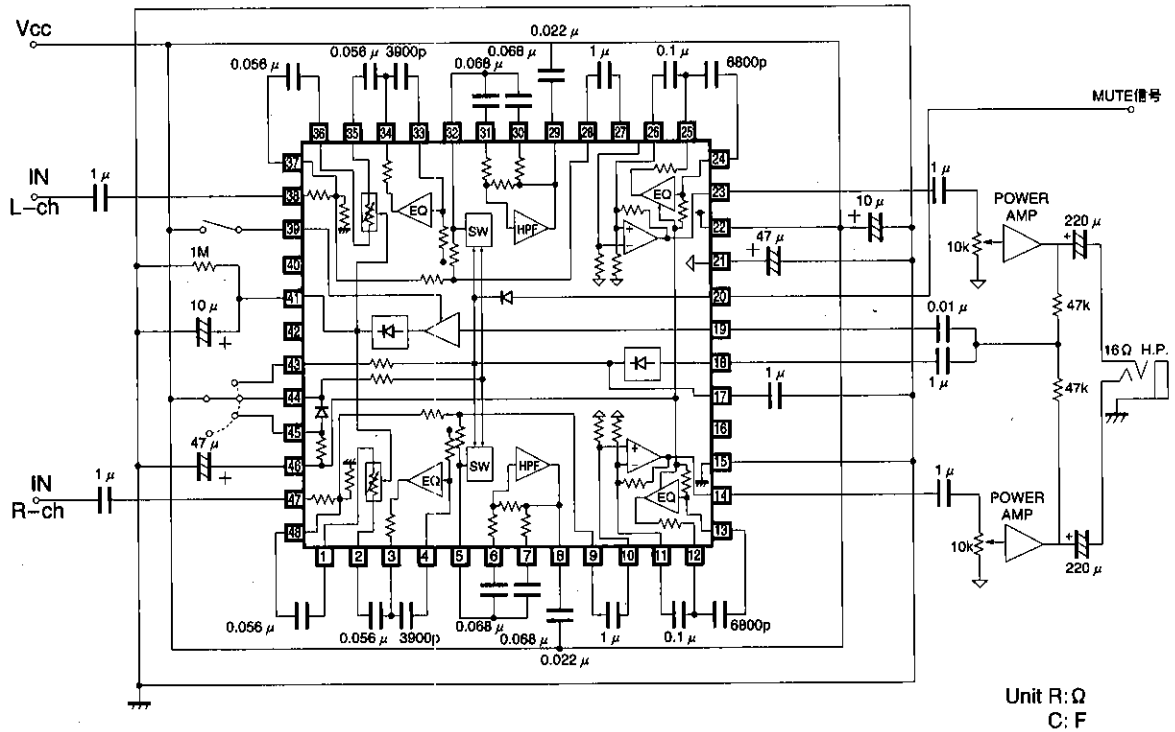 Vcc
0.056 μ
0.056 μ
3900p
0.068 μ
0.068 μ
0.022 μ
1 μ
0.1 μ
6800p
MUTE信号
36 35 34 33 32 31 30 29 28 27 26 25
IN
L-ch
1 μ
37
38
39
40
41
42
43
44
45
46
47
48
1M
10 μ
+
47 μ
+
IN
R-ch
1 μ
EQ
SW
HPF
EQ
+
−
24
23
22
21
20
19
18
17
16
15
14
13
1 μ
10 μ
+
47 μ
+
10k
POWER
AMP
220 μ
+
0.01 μ
1 μ
1 μ
47k
47k
16Ω H.P.
EQ
SW
HPF
+
−
EQ
1 μ
10k
POWER
AMP
+
220 μ
1 2 3 4 5 6 7 8 9 10 11 12
0.056 μ
0.056 μ
3900p
0.068 μ
0.068 μ
0.022 μ
1 μ
0.1 μ
6800p
Unit R: Ω
C: F